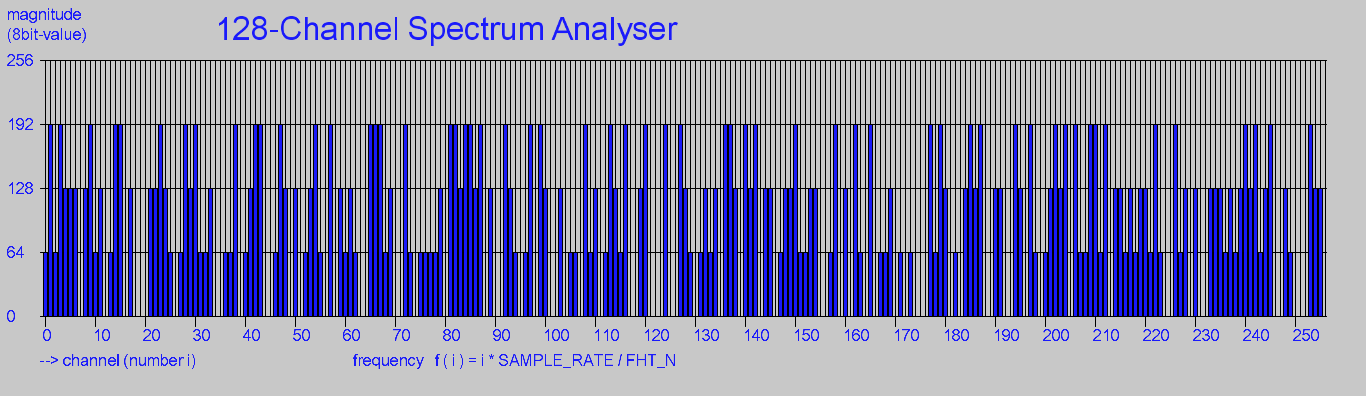 magnitude
(8bit-value)
128-Channel Spectrum Analyser
256
192
128
64
0
0 10 20 30 40 50 60 70 80 90 100 110 120 130 140 150 160 170 180 190 200 210 220 230 240 250
--> channel (number i) frequency f ( i ) = i * SAMPLE_RATE / FHT_N